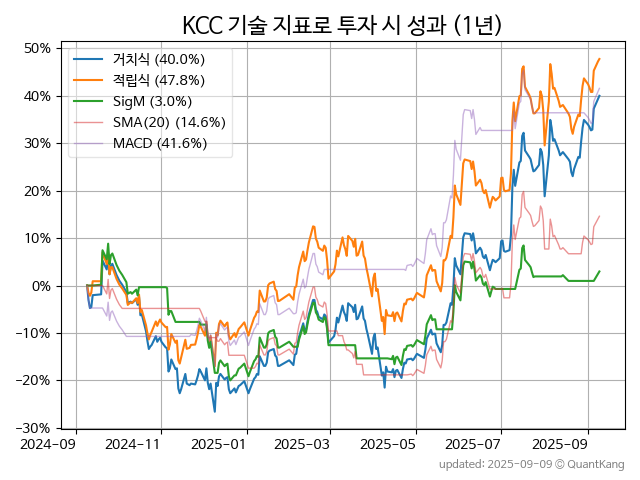 KCC 기술 지표로 투자 시 성과 (1년)
거치식 (40.0%)
적립식 (47.8%)
SigM (3.0%)
SMA(20) (14.6%)
MACD (41.6%)
50%
40%
30%
20%
10%
0%
−10%
−20%
−30%
2024-09 2024-11 2025-01 2025-03 2025-05 2025-07 2025-09
updated: 2025-09-09 © QuantKang